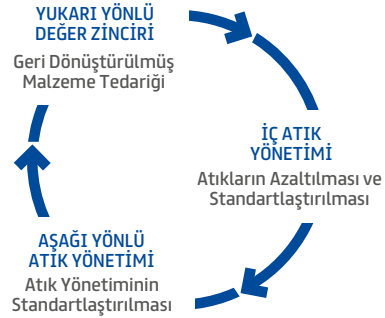 YUKARI YÖNLÜ
DEĞER ZİNCİRİ
Geri Dönüştürülmüş
Malzeme Tedariği
İÇ ATIK
YÖNETİMİ
Atıkların Azaltılması ve
Standartlaştırılması
AŞAĞI YÖNLÜ
ATIK YÖNETİMİ
Atık Yönetiminin
Standartlaştırılması